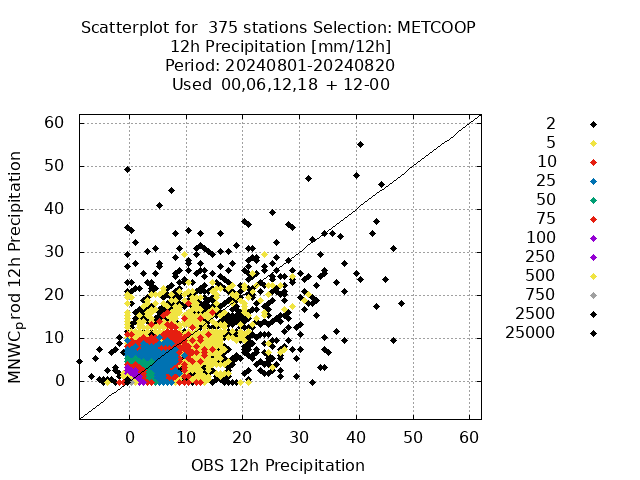 Scatterplot for  375 stations Selection: METCOOP
12h Precipitation [mm/12h]
Period: 20240801-20240820
Used  00,06,12,18  + 12-00
MNWC_prod 12h Precipitation
60
50
40
30
20
10
0
0 10 20 30 40 50 60
OBS 12h Precipitation
2
5
10
25
50
75
100
250
500
750
2500
25000